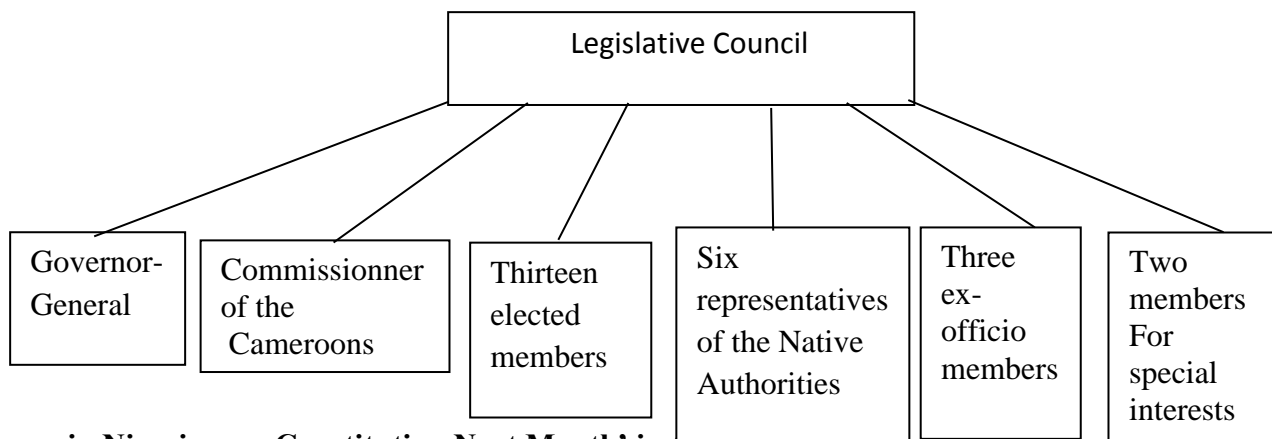 Legislative Council
Governor-
General
Commissionner
of the
Cameroons
Thirteen
elected
members
Six
representatives
of the Native
Authorities
Three
ex-
officio
members
Two
members
For
special
interests